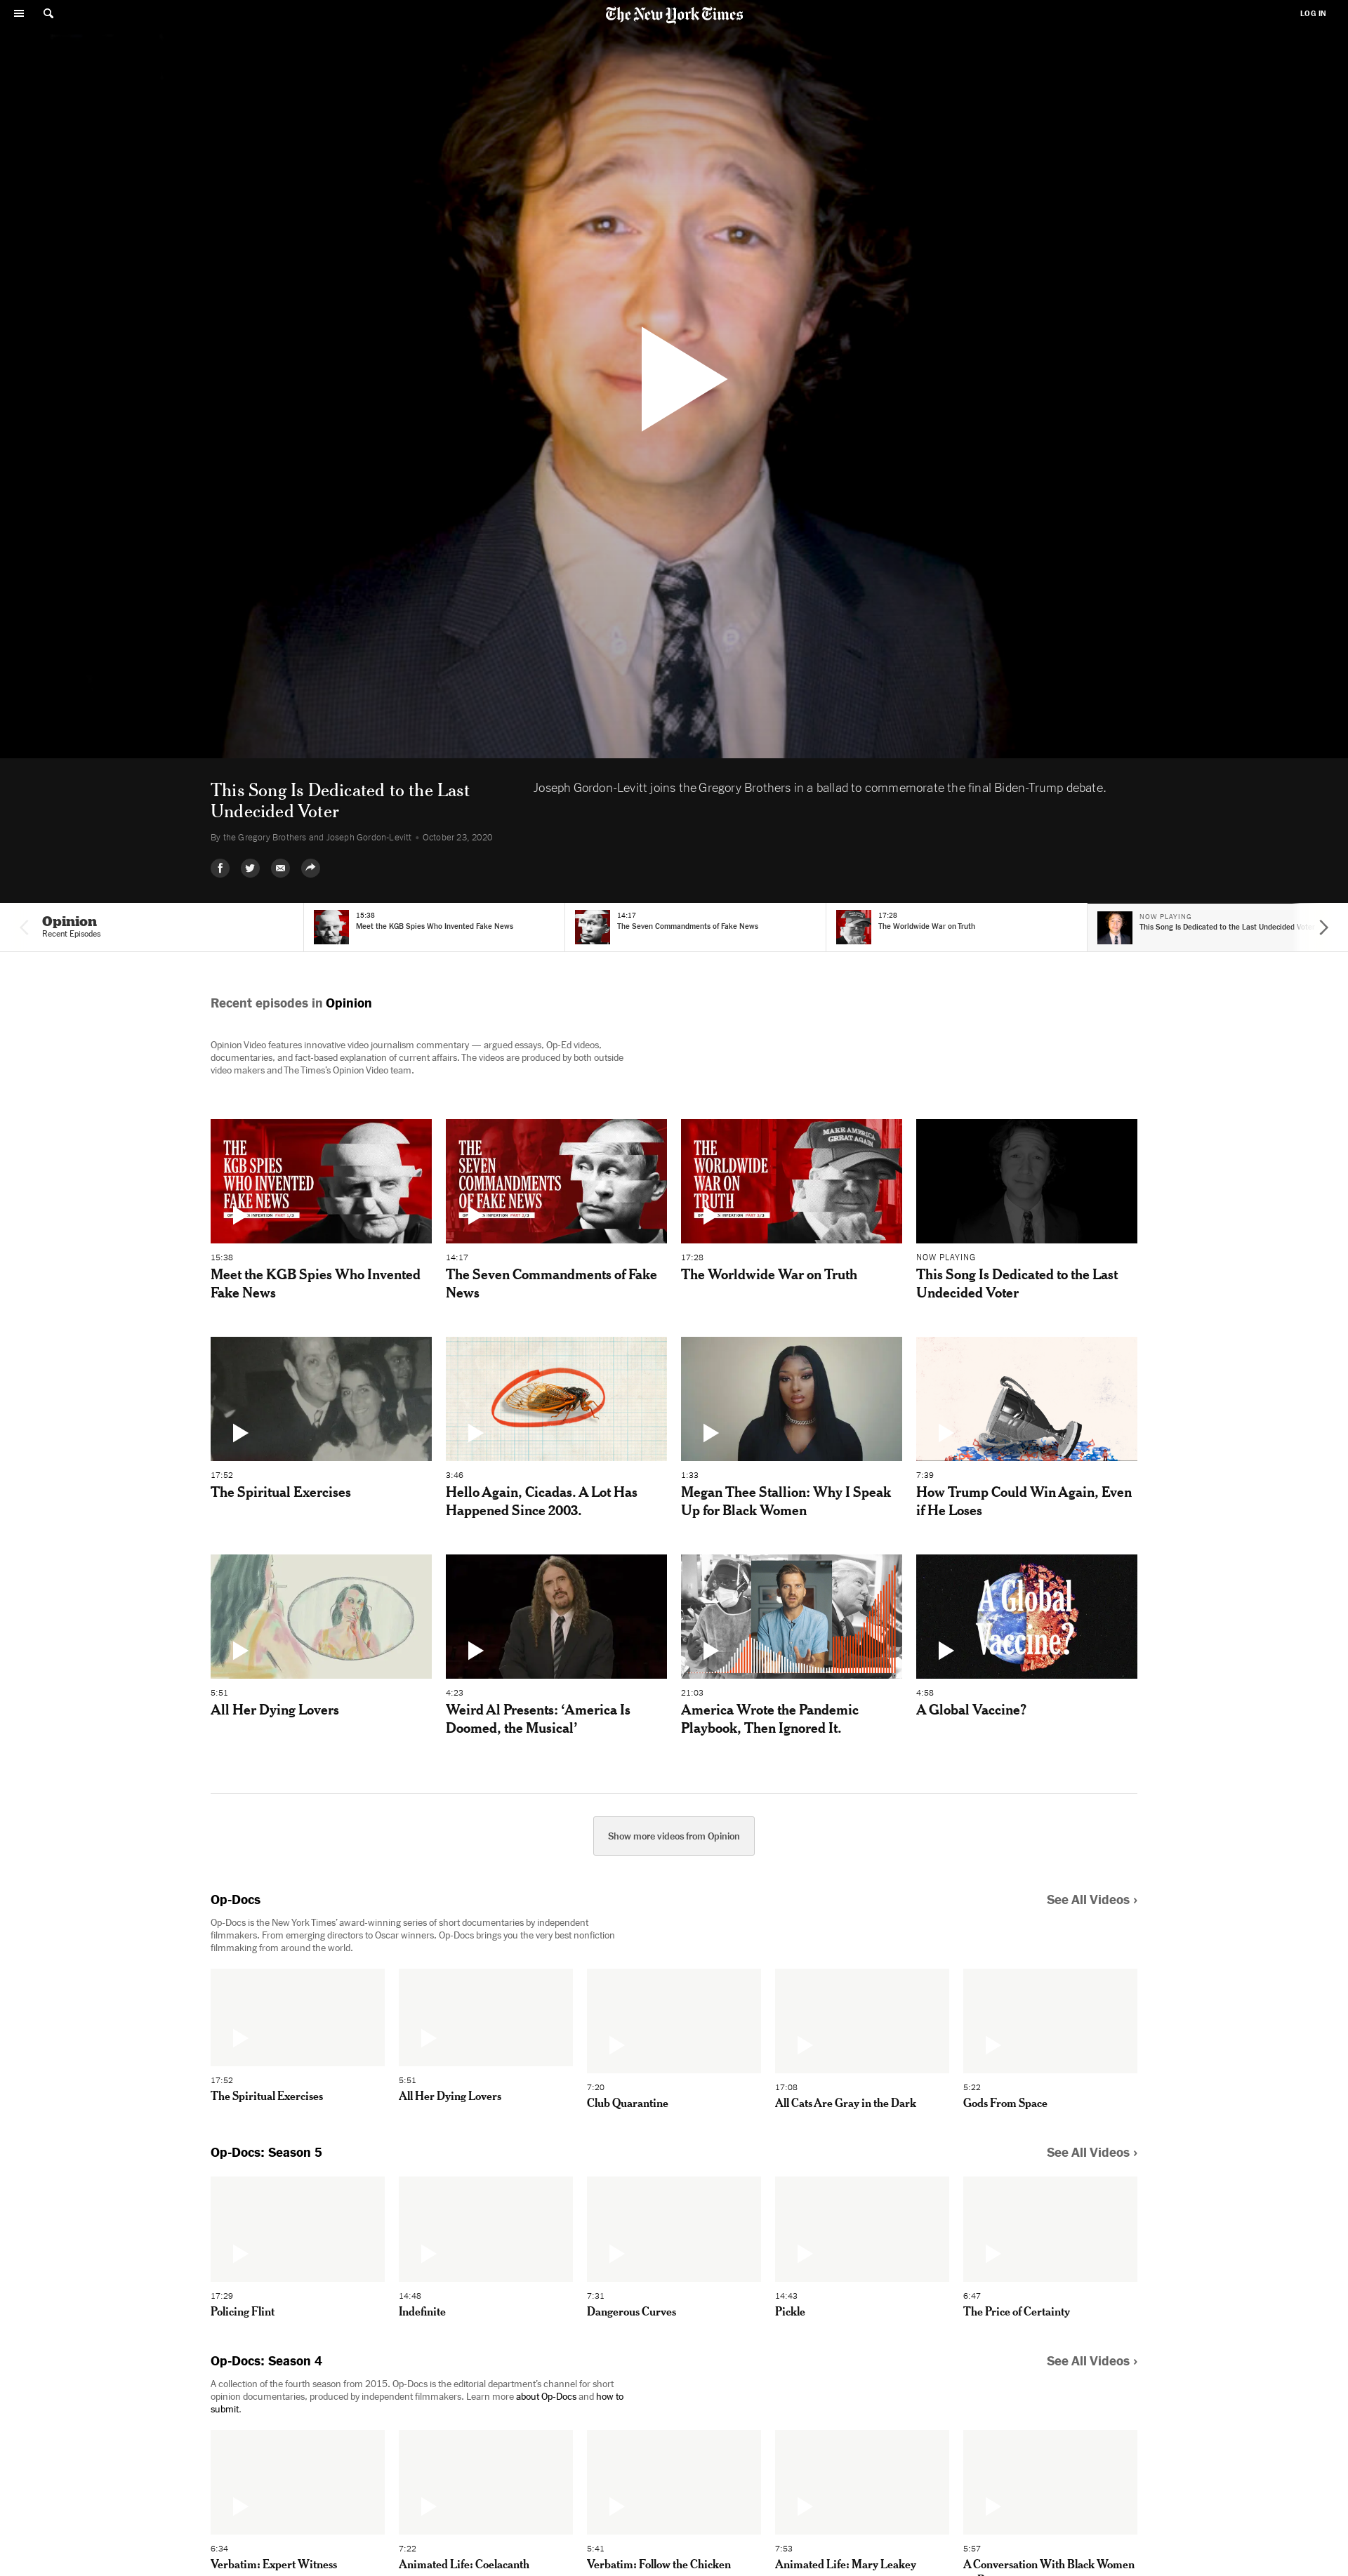 The New York Times
LOG IN
This Song Is Dedicated to the Last
Undecided Voter
By the Gregory Brothers and Joseph Gordon-Levitt • October 23, 2020
Joseph Gordon-Levitt joins the Gregory Brothers in a ballad to commemorate the final Biden-Trump debate.
Opinion
Recent Episodes
15:38
Meet the KGB Spies Who Invented Fake News
14:17
The Seven Commandments of Fake News
17:28
The Worldwide War on Truth
NOW PLAYING
This Song Is Dedicated to the Last Undecided Voter
Recent episodes in Opinion
Opinion Video features innovative video journalism commentary — argued essays, Op-Ed videos,
documentaries, and fact-based explanation of current affairs. The videos are produced by both outside
video makers and The Times's Opinion Video team.
THE
KGB SPIES
WHO INVENTED
FAKE NEWS
THE
SEVEN
COMMANDMENTS
OF FAKE NEWS
THE
WORLDWIDE
WAR ON
TRUTH
MAKE AMERICA
GREAT AGAIN
15:38
Meet the KGB Spies Who Invented
Fake News
14:17
The Seven Commandments of Fake
News
17:28
The Worldwide War on Truth
NOW PLAYING
This Song Is Dedicated to the Last
Undecided Voter
17:52
The Spiritual Exercises
3:46
Hello Again, Cicadas. A Lot Has
Happened Since 2003.
1:33
Megan Thee Stallion: Why I Speak
Up for Black Women
7:39
How Trump Could Win Again, Even
if He Loses
A Global
Vaccine?
5:51
All Her Dying Lovers
4:23
Weird Al Presents: ‘America Is
Doomed, the Musical’
21:03
America Wrote the Pandemic
Playbook, Then Ignored It.
4:58
A Global Vaccine?
Show more videos from Opinion
Op-Docs
See All Videos ›
Op-Docs is the New York Times' award-winning series of short documentaries by independent
filmmakers. From emerging directors to Oscar winners, Op-Docs brings you the very best nonfiction
filmmaking from around the world.
17:52
The Spiritual Exercises
5:51
All Her Dying Lovers
7:20
Club Quarantine
17:08
All Cats Are Gray in the Dark
5:22
Gods From Space
Op-Docs: Season 5
See All Videos ›
17:29
Policing Flint
14:48
Indefinite
7:31
Dangerous Curves
14:43
Pickle
6:47
The Price of Certainty
Op-Docs: Season 4
See All Videos ›
A collection of the fourth season from 2015. Op-Docs is the editorial department's channel for short
opinion documentaries, produced by independent filmmakers. Learn more about Op-Docs and how to
submit.
6:34
Verbatim: Expert Witness
7:22
Animated Life: Coelacanth
5:41
Verbatim: Follow the Chicken
7:53
Animated Life: Mary Leakey
5:57
A Conversation With Black Women